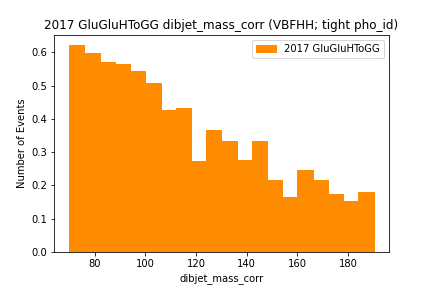 2017 GluGluHToGG dibjet_mass_corr (VBFHH; tight pho_id)
2017 GluGluHToGG
Number of Events
0.6
0.5
0.4
0.3
0.2
0.1
0.0
80 100 120 140 160 180
dibjet_mass_corr